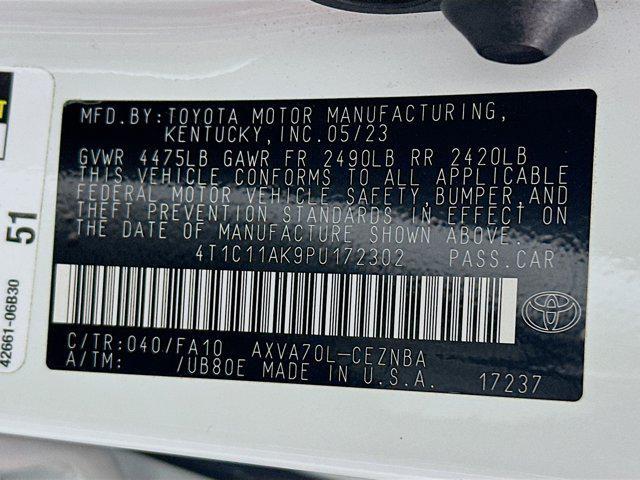 MFD.BY:TOYOTA MOTOR MANUFACTURING,
KENTUCKY,INC.05/23
GVWR 4475LB GAWR FR 2490LB RR 2420LB
THIS VEHICLE CONFORMS TO ALL APPLICABLE
FEDERAL MOTOR VEHICLE SAFETY,BUMPER,AND
THEFT PREVENTION STANDARDS IN EFFECT ON
THE DATE OF MANUFACTURE SHOWN ABOVE.
4T1C11AK9PU172302 PASS.CAR
C/TR:040/FA10 AXVA70L-CEZNBA
A/TM: /UB80E MADE IN U.S.A. 17237
51
42661-06B30